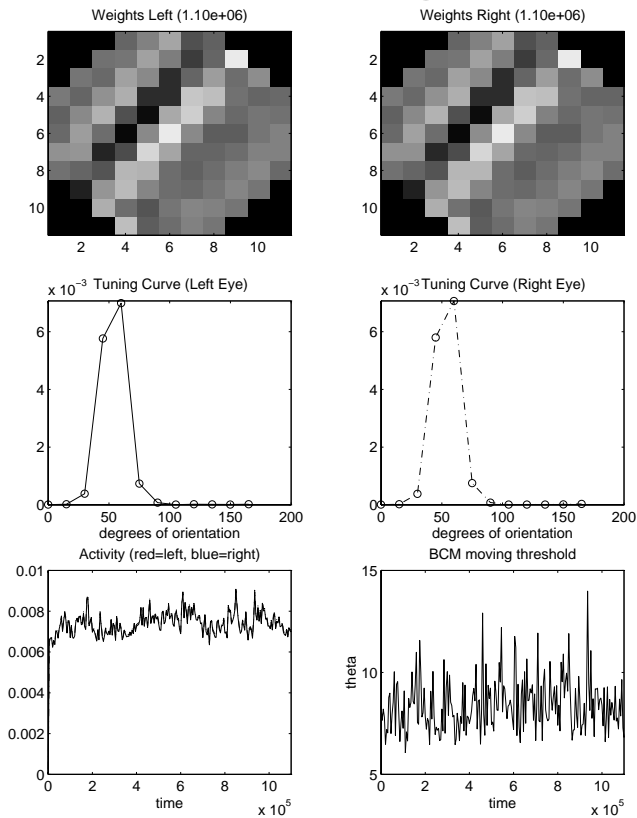 Weights Left (1.10e+06)
2
4
6
8
10
2 4 6 8 10
Weights Right (1.10e+06)
2
4
6
8
10
2 4 6 8 10
x 10⁻³ Tuning Curve (Left Eye)
6
4
2
0
0 50 100 150 200
degrees of orientation
x 10⁻³ Tuning Curve (Right Eye)
6
4
2
0
0 50 100 150 200
degrees of orientation
Activity (red=left, blue=right)
0.01
0.008
0.006
0.004
0.002
0
0 2 4 6 8 10
time
x 10⁵
BCM moving threshold
15
10
5
theta
0 2 4 6 8 10
time
x 10⁵